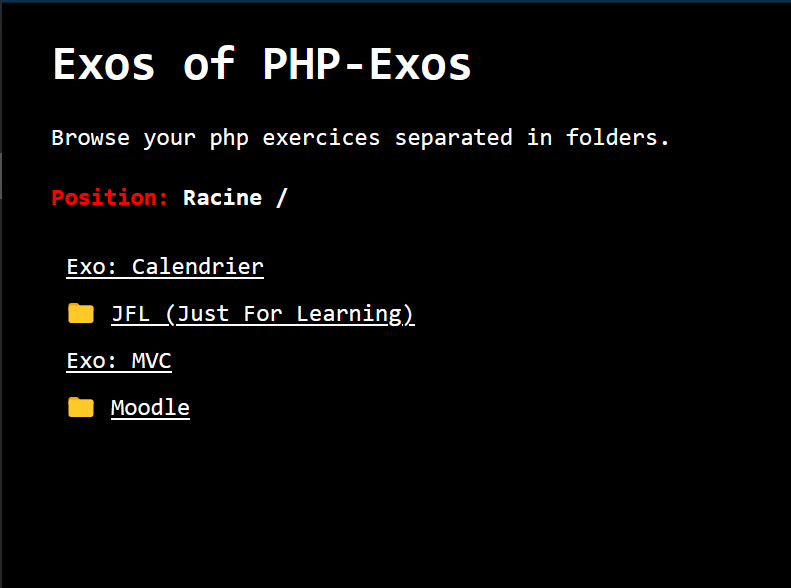 Exos of PHP-Exos
Browse your php exercices separated in folders.
Position: Racine /
Exo: Calendrier
JFL (Just For Learning)
Exo: MVC
Moodle